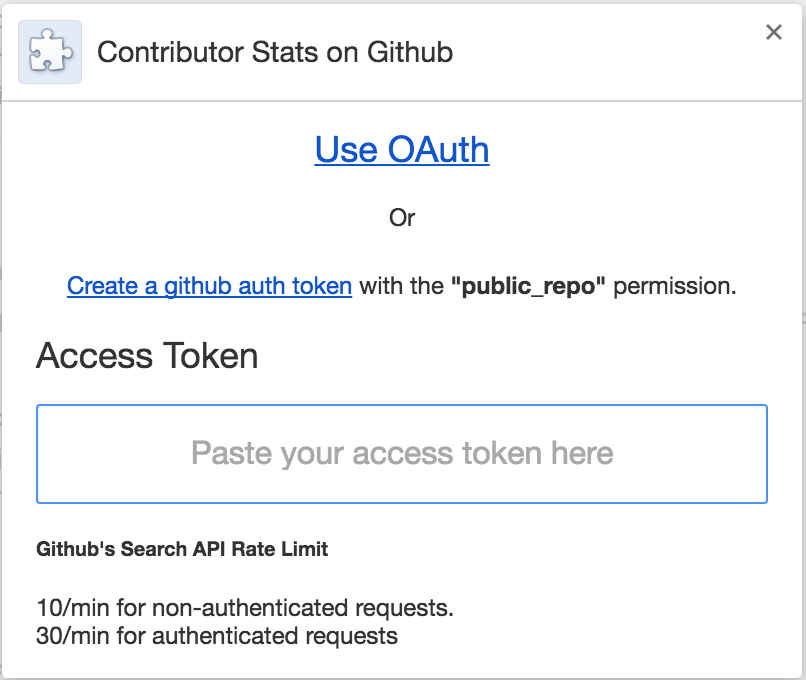 Contributor Stats on Github
Use OAuth
Or
Create a github auth token with the "public_repo" permission.
Access Token
Paste your access token here
Github's Search API Rate Limit
10/min for non-authenticated requests.
30/min for authenticated requests